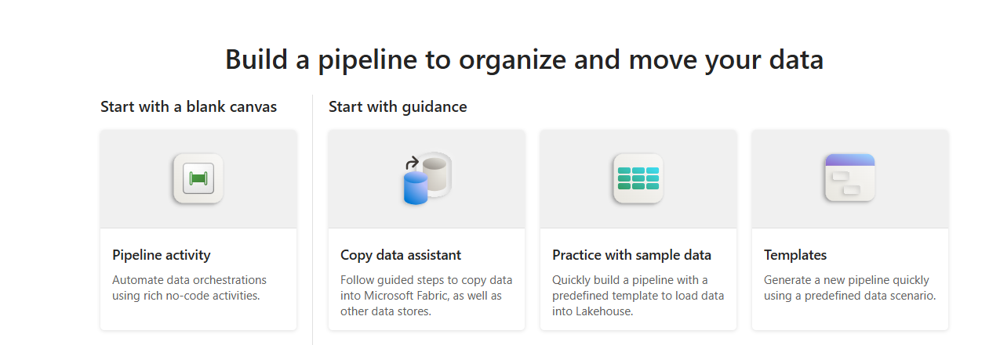 Build a pipeline to organize and move your data
Start with a blank canvas
Start with guidance
Pipeline activity
Automate data orchestrations
using rich no-code activities.
Copy data assistant
Follow guided steps to copy data
into Microsoft Fabric, as well as
other data stores.
Practice with sample data
Quickly build a pipeline with a
predefined template to load data
into Lakehouse.
Templates
Generate a new pipeline quickly
using a predefined data scenario.